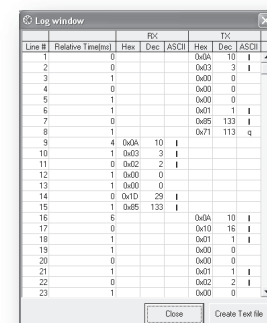 Log window
RX TX
Line # Relative Time(ms) Hex Dec ASCII Hex Dec ASCII
1 0 0x0A 10 I
2 0 0x03 3 I
3 1 0x00 0
4 0 0x00 0
5 1 0x00 0
6 1 0x01 1 I
7 0 0x85 133 I
8 1 0x71 113 q
9 4 0x0A 10 I
10 1 0x03 3 I
11 0 0x02 2 I
12 1 0x00 0
13 1 0x00 0
14 0 0x1D 29 I
15 1 0x85 133 I
16 6 0x0A 10 I
17 0 0x10 16 I
18 1 0x01 1 I
19 1 0x00 0
20 0 0x00 0
21 1 0x01 1 I
22 0 0x02 2 I
23 1 0x00 0
Close Create Text file